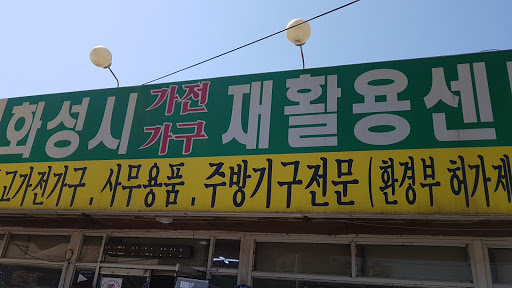 화성시 가전 가구 재활용센
고가전가구 . 사무용품 . 주방기구전문 ( 환경부 허가제